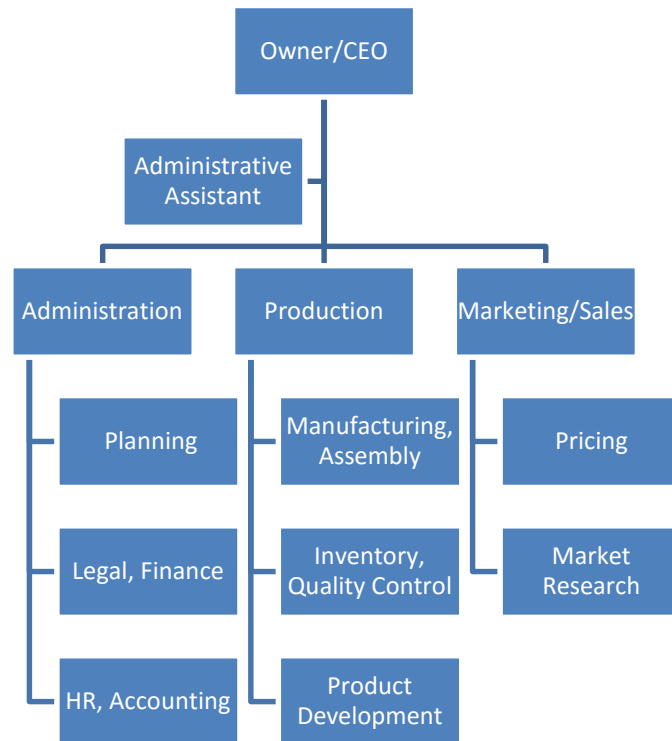 Owner/CEO
Administrative
Assistant
Administration
Production
Marketing/Sales
Planning
Manufacturing,
Assembly
Pricing
Legal, Finance
Inventory,
Quality Control
Market
Research
HR, Accounting
Product
Development